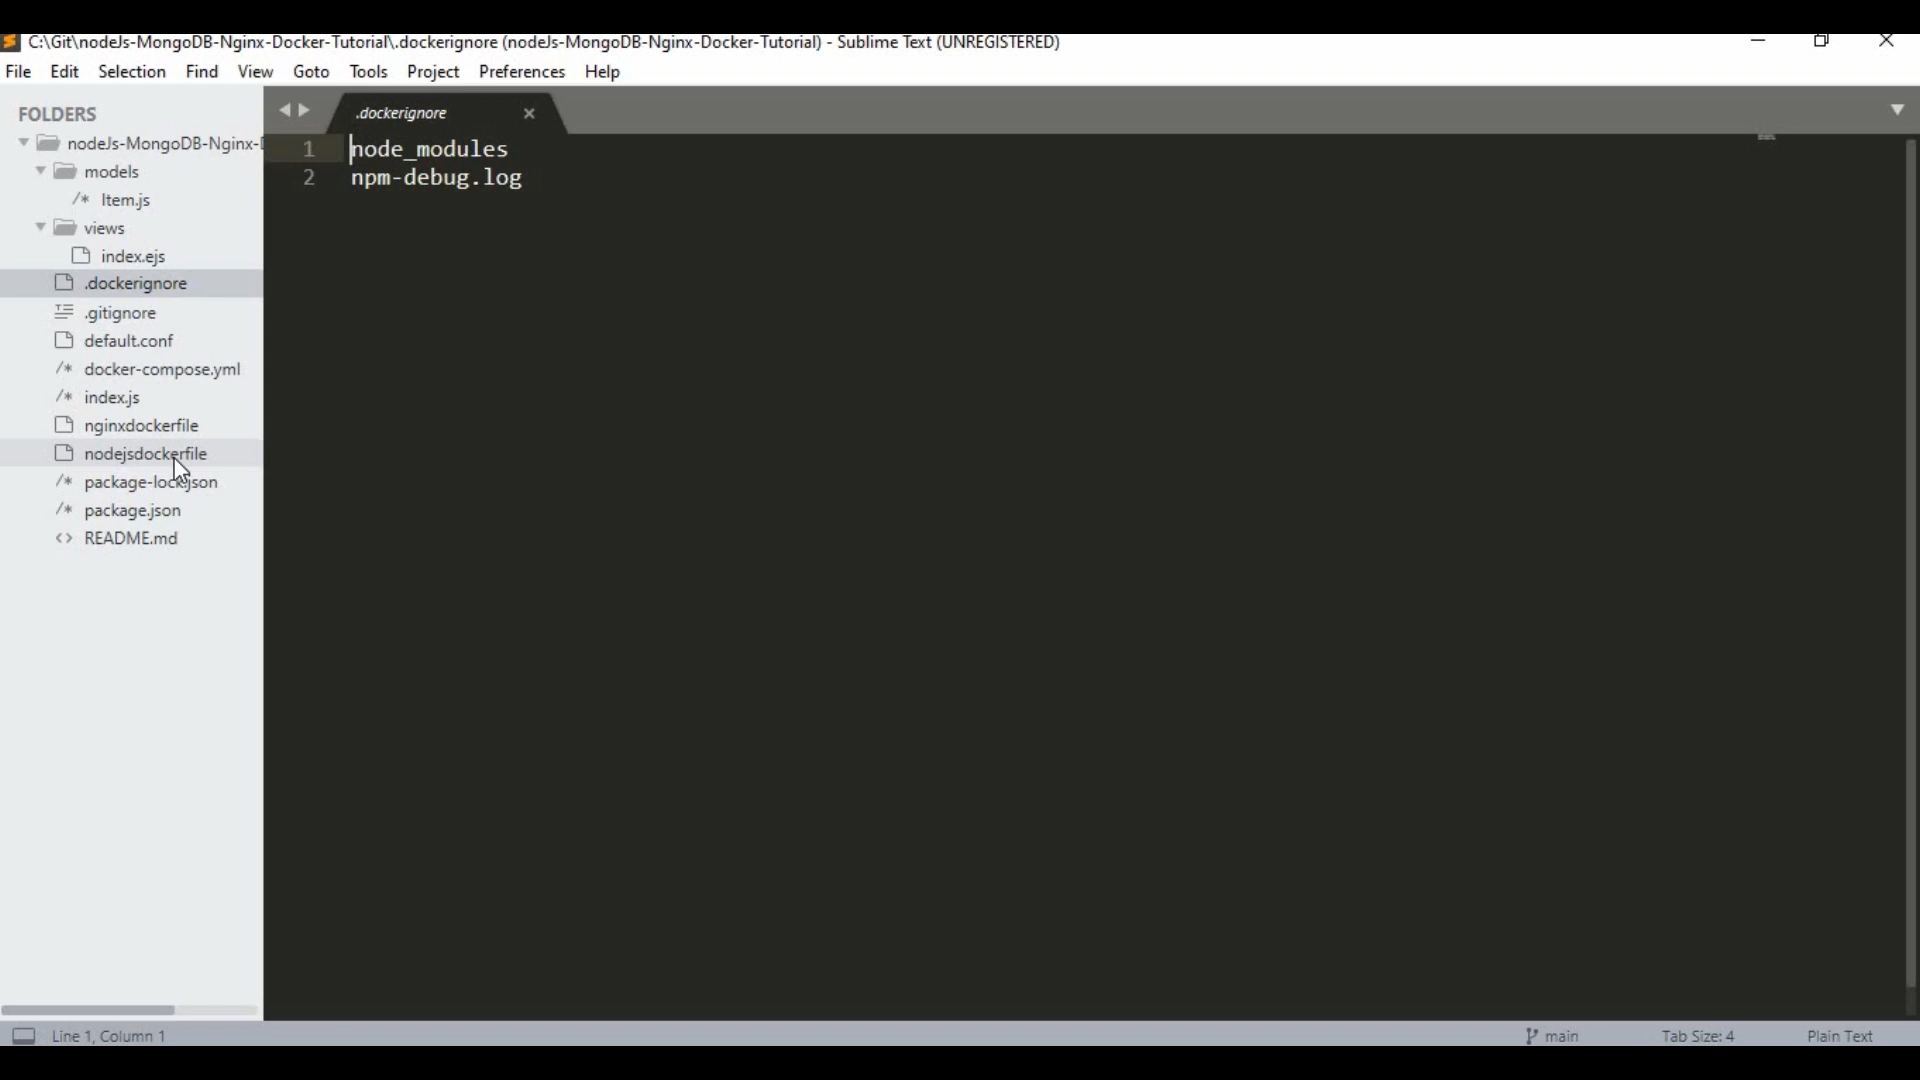 C:\Git\nodeJs-MongoDB-Nginx-Docker-Tutorial\.dockerignore (nodeJs-MongoDB-Nginx-Docker-Tutorial) - Sublime Text (UNREGISTERED)
File Edit Selection Find View Goto Tools Project Preferences Help
FOLDERS
nodeJs-MongoDB-Nginx-
models
/* Item.js
views
index.ejs
.dockerignore
.gitignore
default.conf
/* docker-compose.yml
/* index.js
nginxdockerfile
nodejsdockerfile
/* package-lock.json
/* package.json
<> README.md
.dockerignore
1 node_modules
2 npm-debug.log
Line 1, Column 1
main
Tab Size: 4
Plain Text